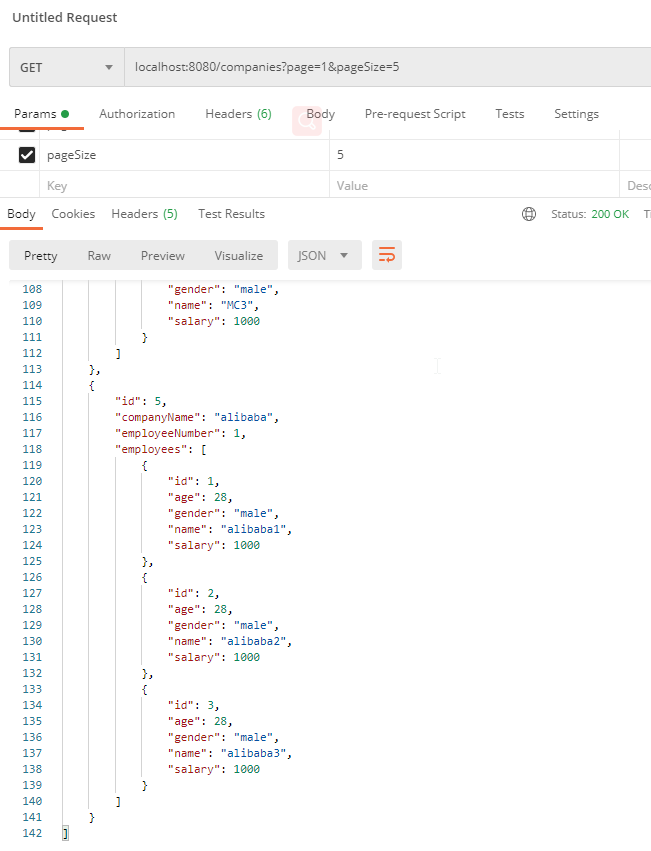 Untitled Request
GET localhost:8080/companies?page=1&pageSize=5
Params Authorization Headers (6) Body Pre-request Script Tests Settings
pageSize 5
Key Value Desc
Body Cookies Headers (5) Test Results Status: 200 OK
Pretty Raw Preview Visualize JSON
108 "gender": "male",
109 "name": "MC3",
110 "salary": 1000
111 }
112 ]
113 },
114 {
115 "id": 5,
116 "companyName": "alibaba",
117 "employeeNumber": 1,
118 "employees": [
119 {
120 "id": 1,
121 "age": 28,
122 "gender": "male",
123 "name": "alibaba1",
124 "salary": 1000
125 },
126 {
127 "id": 2,
128 "age": 28,
129 "gender": "male",
130 "name": "alibaba2",
131 "salary": 1000
132 },
133 {
134 "id": 3,
135 "age": 28,
136 "gender": "male",
137 "name": "alibaba3",
138 "salary": 1000
139 }
140 ]
141 }
142 ]